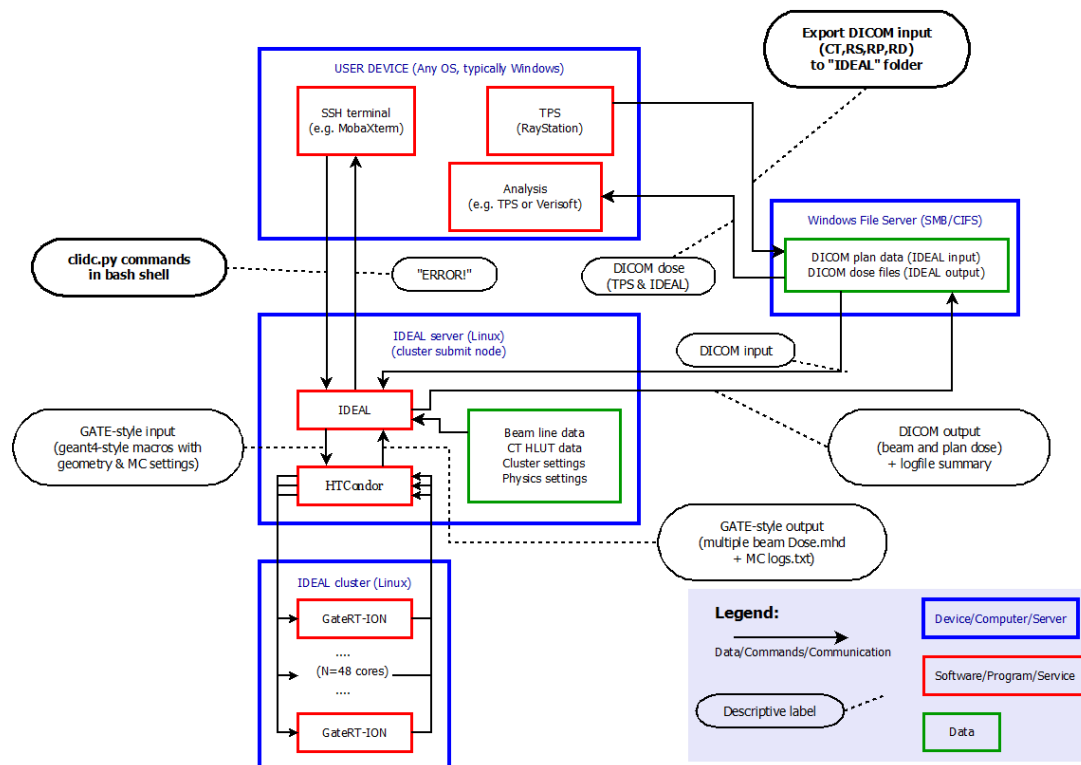 Export DICOM input
(CT,RS,RP,RD)
to "IDEAL" folder
USER DEVICE (Any OS, typically Windows)
SSH terminal
(e.g. MobaXterm)
TPS
(RayStation)
Analysis
(e.g. TPS or Verisoft)
Windows File Server (SMB/CIFS)
DICOM plan data (IDEAL input)
DICOM dose files (IDEAL output)
clidc.py commands
in bash shell
"ERROR!"
DICOM dose
(TPS & IDEAL)
IDEAL server (Linux)
(cluster submit node)
DICOM input
IDEAL
GATE-style input
(geant4-style macros with
geometry & MC settings)
Beam line data
CT HLUT data
Cluster settings
Physics settings
DICOM output
(beam and plan dose)
+ logfile summary
HTCondor
GATE-style output
(multiple beam Dose.mhd
+ MC logs.txt)
IDEAL cluster (Linux)
GateRT-ION
....
(N=48 cores)
....
GateRT-ION
Legend:
Data/Commands/Communication
Descriptive label
Device/Computer/Server
Software/Program/Service
Data